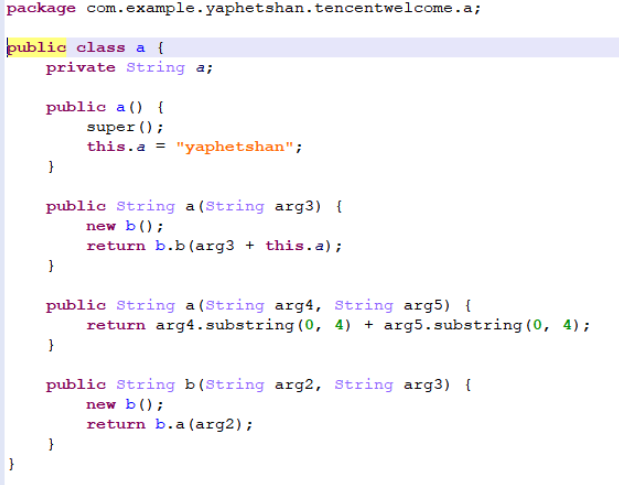 package com.example.yaphetshan.tencentwelcome.a;
public class a {
    private String a;
    public a() {
        super();
        this.a = "yaphetshan";
    }
    public String a(String arg3) {
        new b();
        return b.b(arg3 + this.a);
    }
    public String a(String arg4, String arg5) {
        return arg4.substring(0, 4) + arg5.substring(0, 4);
    }
    public String b(String arg2, String arg3) {
        new b();
        return b.a(arg2);
    }
}